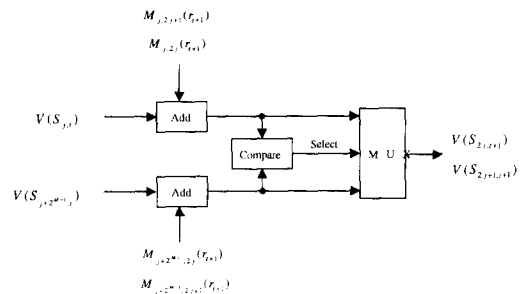 M_{j,2j+1}(r_{t+1})
M_{j,2j}(r_{t+1})
V(S_{j,t})
Add
Compare
Select
M U X
V(S_{2j,t+1})
V(S_{2j+1,t+1})
V(S_{j+2^{M-1},t})
Add
M_{j+2^{M-1},2j}(r_{t+1})
M_{j+2^{M-1},2j+1}(r_{t+1})